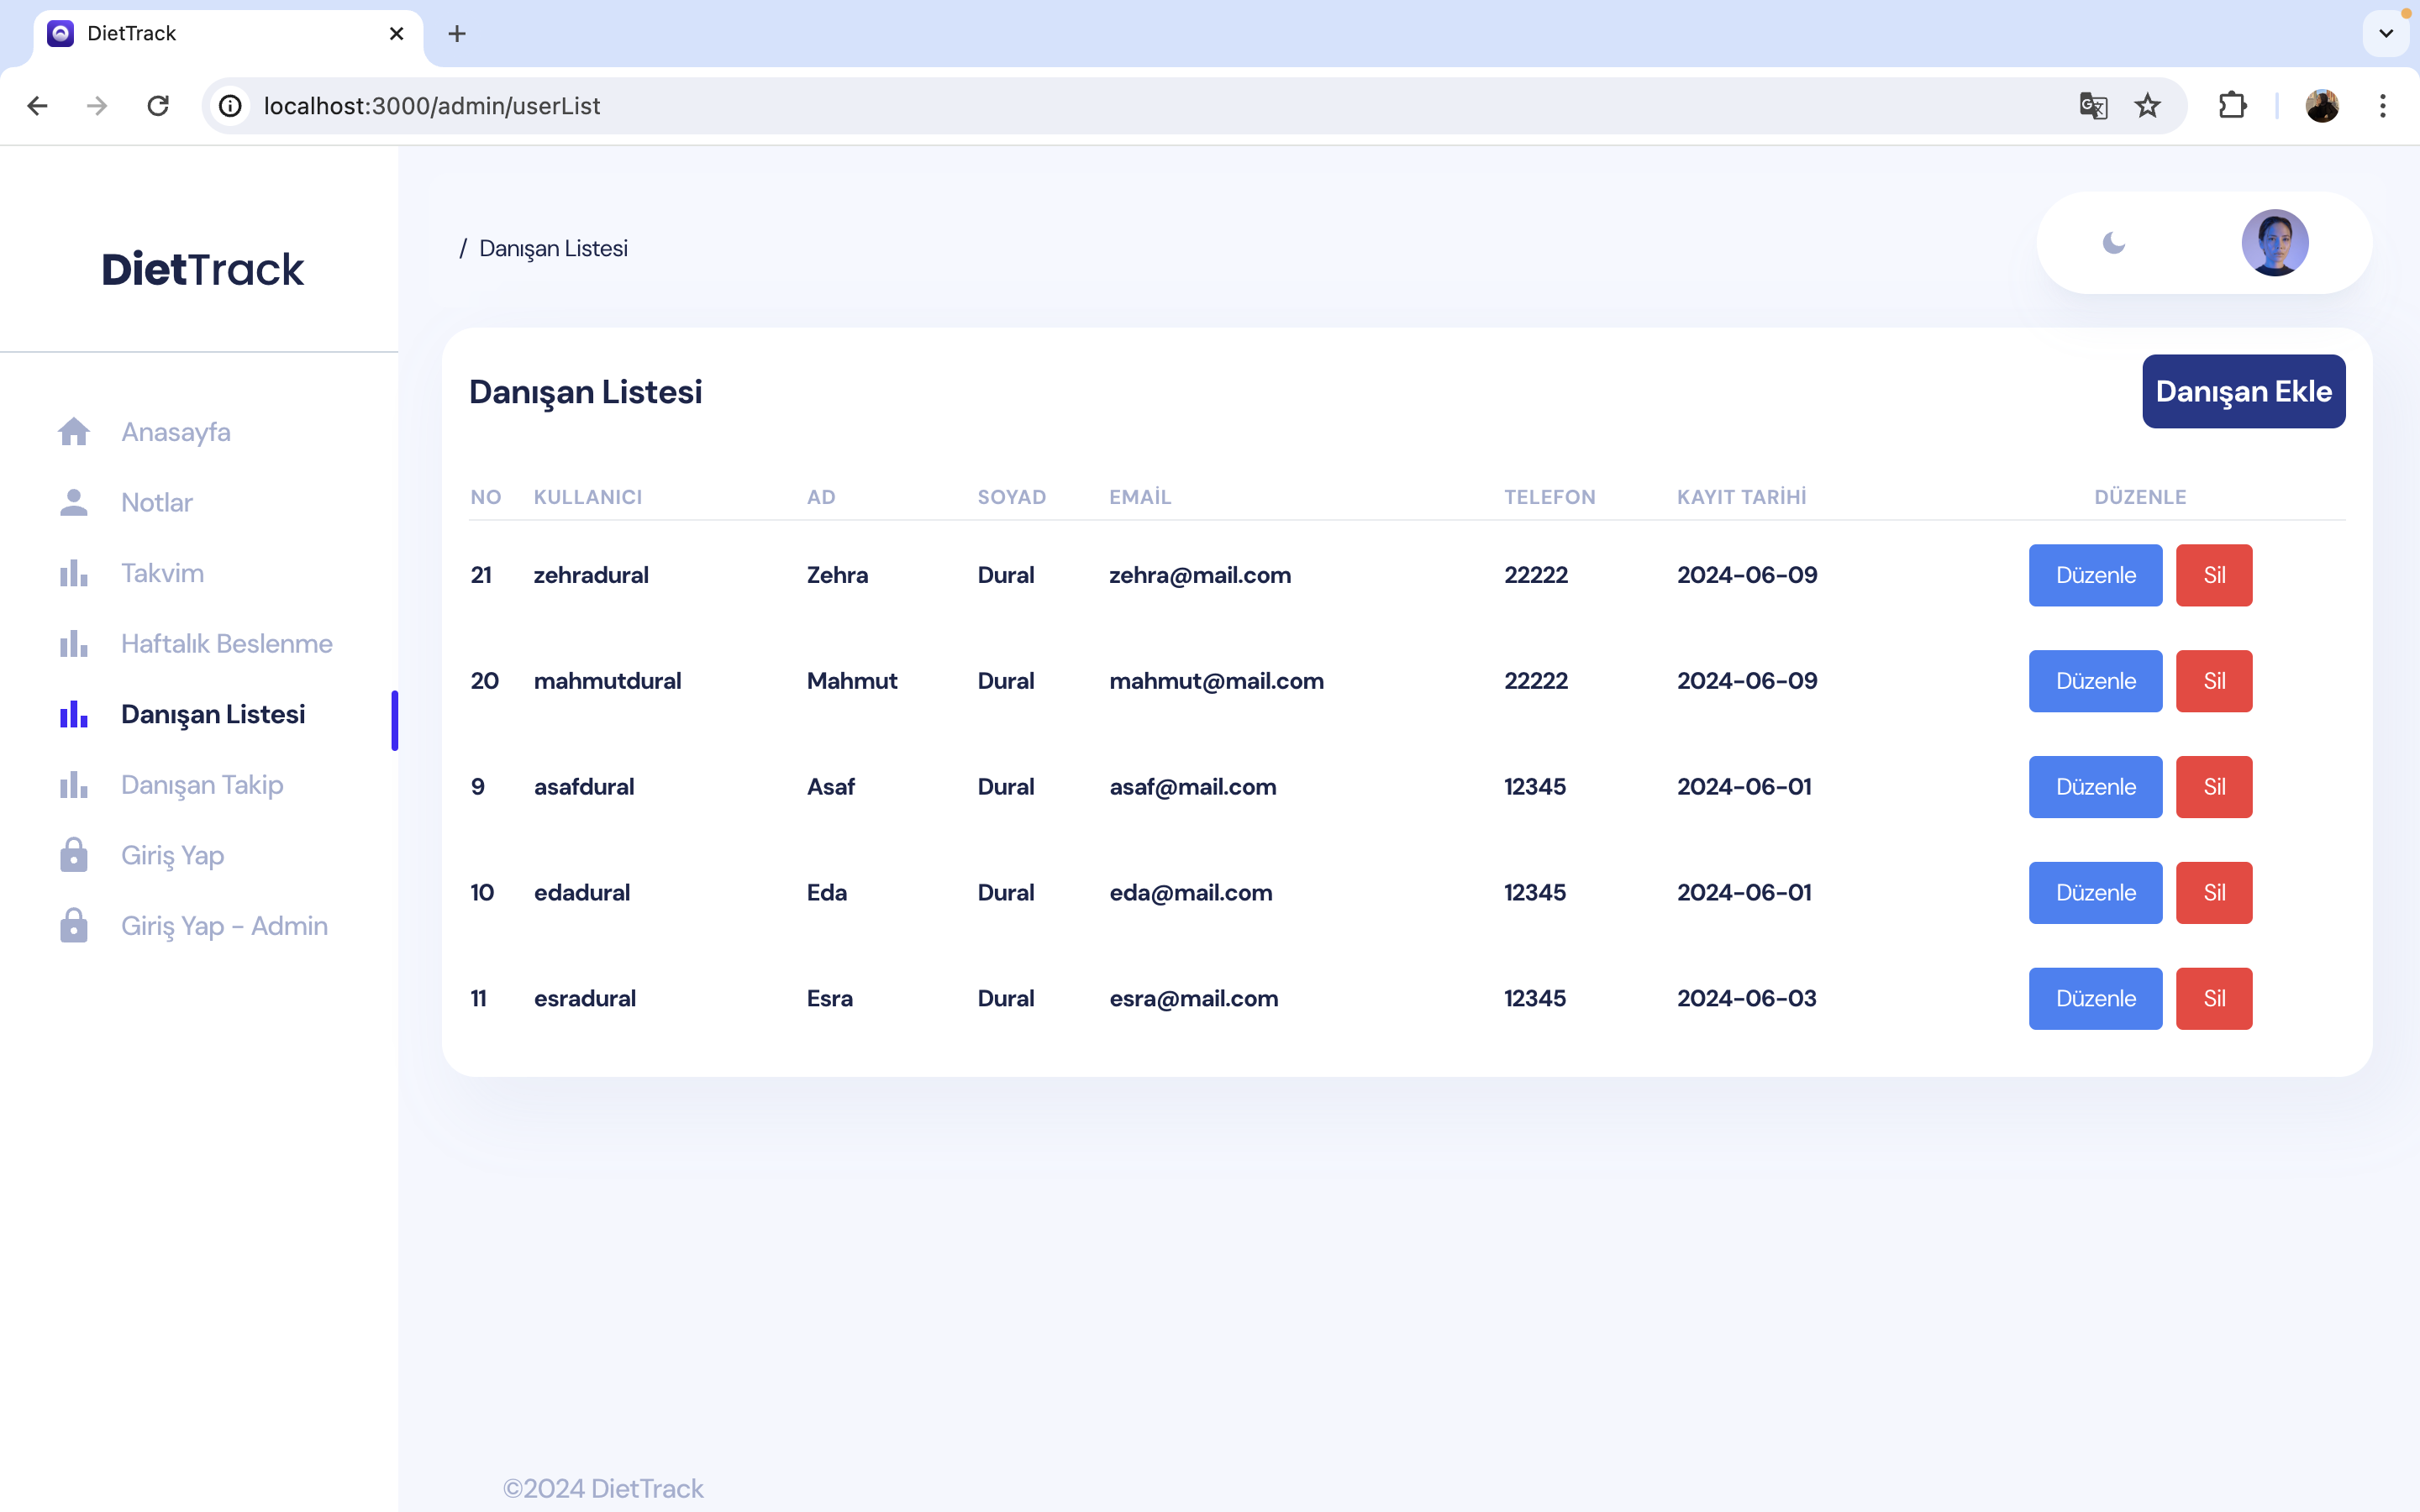 DietTrack
localhost:3000/admin/userList
DietTrack
Anasayfa
Notlar
Takvim
Haftalık Beslenme
Danışan Listesi
Danışan Takip
Giriş Yap
Giriş Yap - Admin
/ Danışan Listesi
Danışan Listesi
Danışan Ekle
NO KULLANICI AD SOYAD EMAİL TELEFON KAYIT TARİHİ DÜZENLE
21 zehradural Zehra Dural zehra@mail.com 22222 2024-06-09 Düzenle Sil
20 mahmutdural Mahmut Dural mahmut@mail.com 22222 2024-06-09 Düzenle Sil
9 asafdural Asaf Dural asaf@mail.com 12345 2024-06-01 Düzenle Sil
10 edadural Eda Dural eda@mail.com 12345 2024-06-01 Düzenle Sil
11 esradural Esra Dural esra@mail.com 12345 2024-06-03 Düzenle Sil
©2024 DietTrack